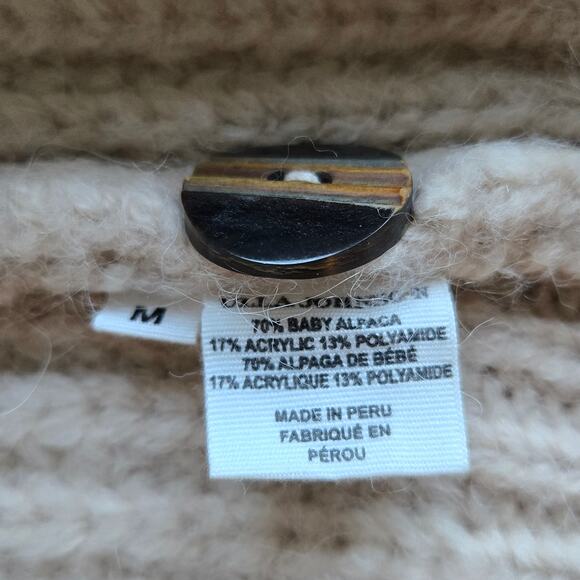 M
70% BABY ALPACA
17% ACRYLIC 13% POLYAMIDE
70% ALPAGA DE BÉBÉ
17% ACRYLIQUE 13% POLYAMIDE
MADE IN PERU
FABRIQUÉ EN
PÉROU